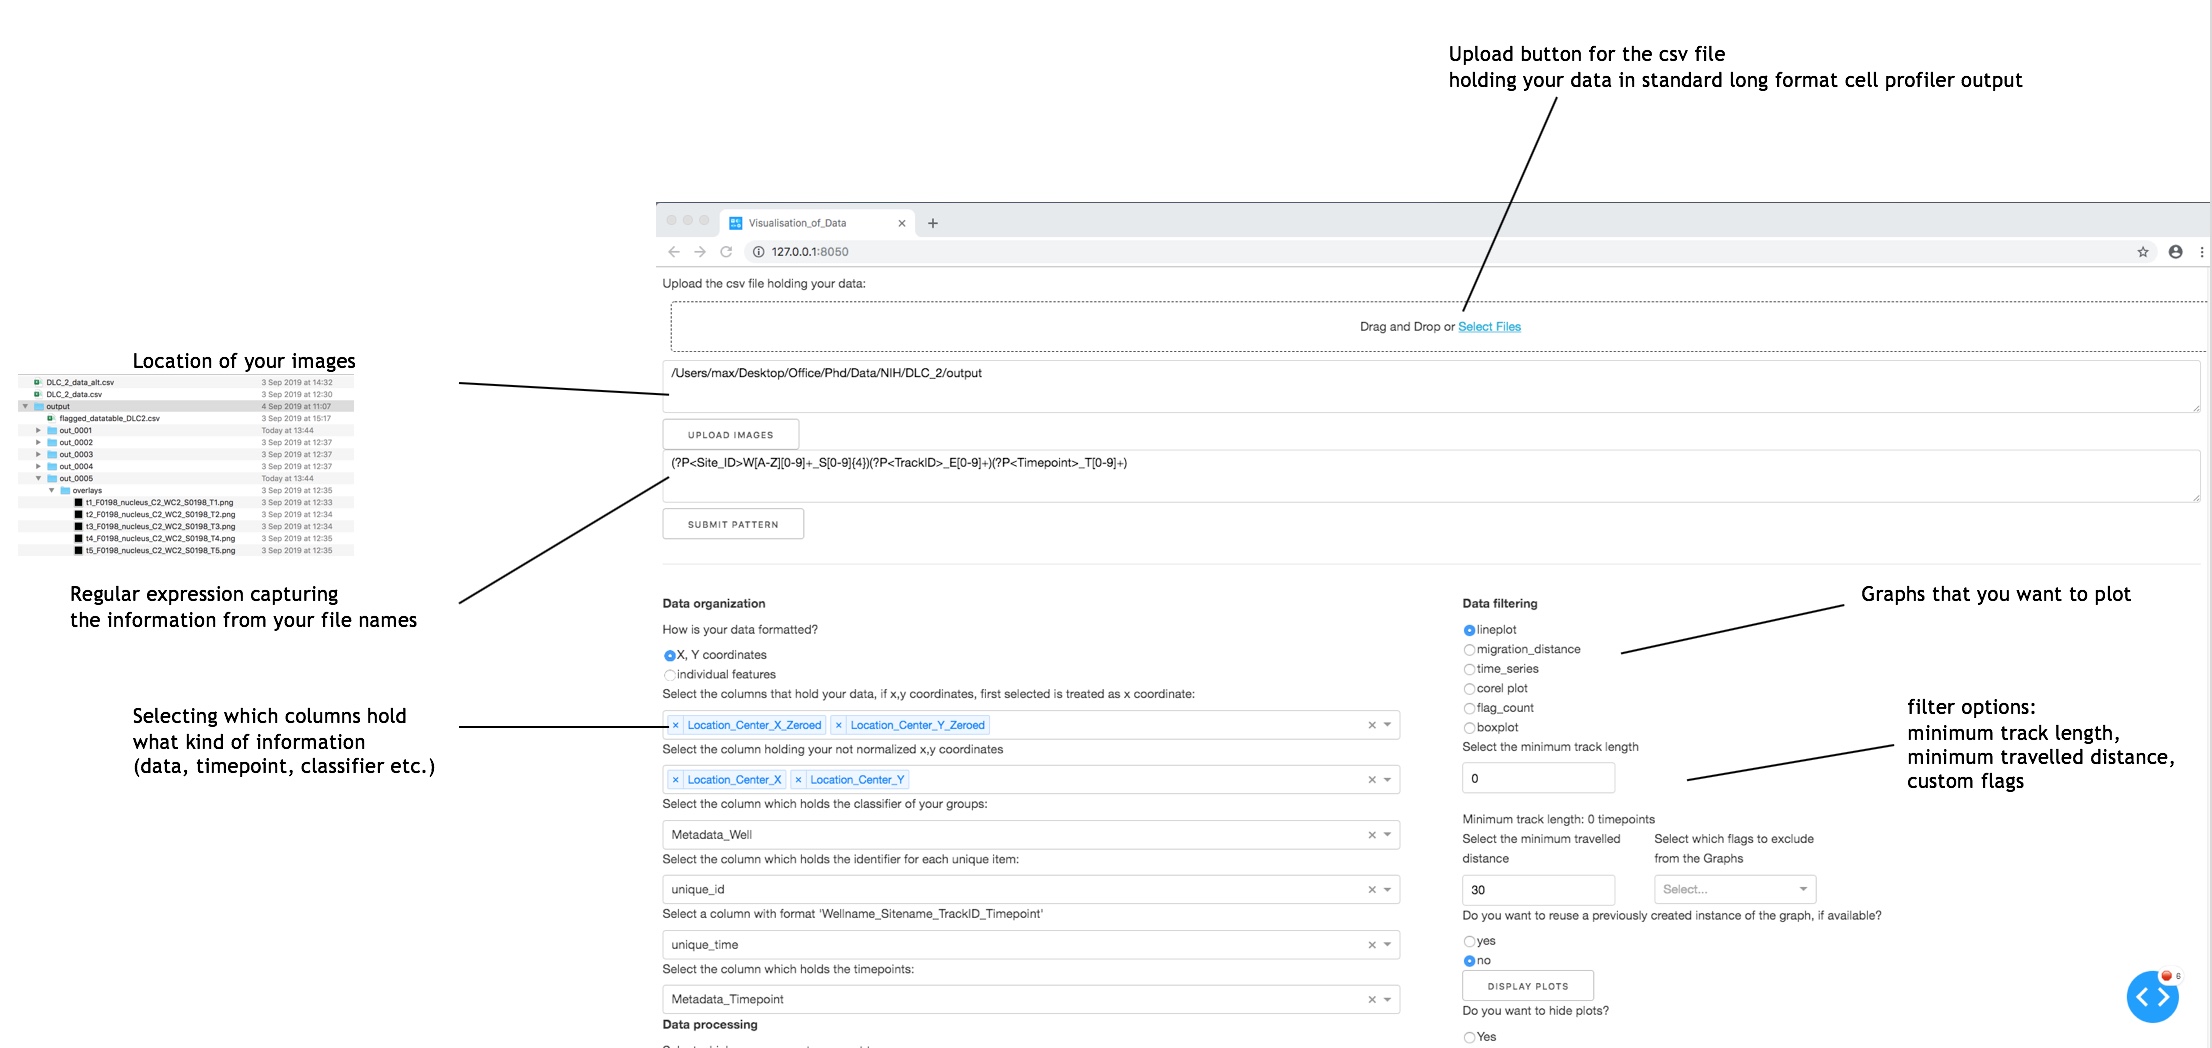 Upload button for the csv file
holding your data in standard long format cell profiler output
Visualisation_of_Data
127.0.0.1:8050
Upload the csv file holding your data:
Drag and Drop or Select Files
Location of your images
/Users/max/Desktop/Office/Phd/Data/NIH/DLC_2/output
DLC_2_data_alt.csv 3 Sep 2019 at 14:32
DLC_2_data.csv 3 Sep 2019 at 12:30
output 4 Sep 2019 at 11:07
flagged_datatable_DLC2.csv 3 Sep 2019 at 15:17
out_0001 Today at 13:44
out_0002 3 Sep 2019 at 12:37
out_0003 3 Sep 2019 at 12:37
out_0004 3 Sep 2019 at 12:37
out_0005 Today at 13:44
overlays 3 Sep 2019 at 12:35
t1_F0198_nucleus_C2_WC2_S0198_T1.png 3 Sep 2019 at 12:33
t2_F0198_nucleus_C2_WC2_S0198_T2.png 3 Sep 2019 at 12:34
t3_F0198_nucleus_C2_WC2_S0198_T3.png 3 Sep 2019 at 12:34
t4_F0198_nucleus_C2_WC2_S0198_T4.png 3 Sep 2019 at 12:35
t5_F0198_nucleus_C2_WC2_S0198_T5.png 3 Sep 2019 at 12:35
UPLOAD IMAGES
(?P<Site_ID>W[A-Z][0-9]+_S[0-9]{4})(?P<TrackID>_E[0-9]+)(?P<Timepoint>_T[0-9]+)
SUBMIT PATTERN
Regular expression capturing
the information from your file names
Selecting which columns hold
what kind of information
(data, timepoint, classifier etc.)
Data organization
How is your data formatted?
X, Y coordinates
individual features
Select the columns that hold your data, if x,y coordinates, first selected is treated as x coordinate:
× Location_Center_X_Zeroed × Location_Center_Y_Zeroed ×
Select the column holding your not normalized x,y coordinates
× Location_Center_X × Location_Center_Y ×
Select the column which holds the classifier of your groups:
Metadata_Well ×
Select the column which holds the identifier for each unique item:
unique_id ×
Select a column with format 'Wellname_Sitename_TrackID_Timepoint'
unique_time ×
Select the column which holds the timepoints:
Metadata_Timepoint ×
Data processing
Data filtering
lineplot
migration_distance
time_series
corel plot
flag_count
boxplot
Select the minimum track length
0
Minimum track length: 0 timepoints
Select the minimum travelled
distance
30
Select which flags to exclude
from the Graphs
Select...
Do you want to reuse a previously created instance of the graph, if available?
yes
no
DISPLAY PLOTS
Do you want to hide plots?
Yes
Graphs that you want to plot
filter options:
minimum track length,
minimum travelled distance,
custom flags
6